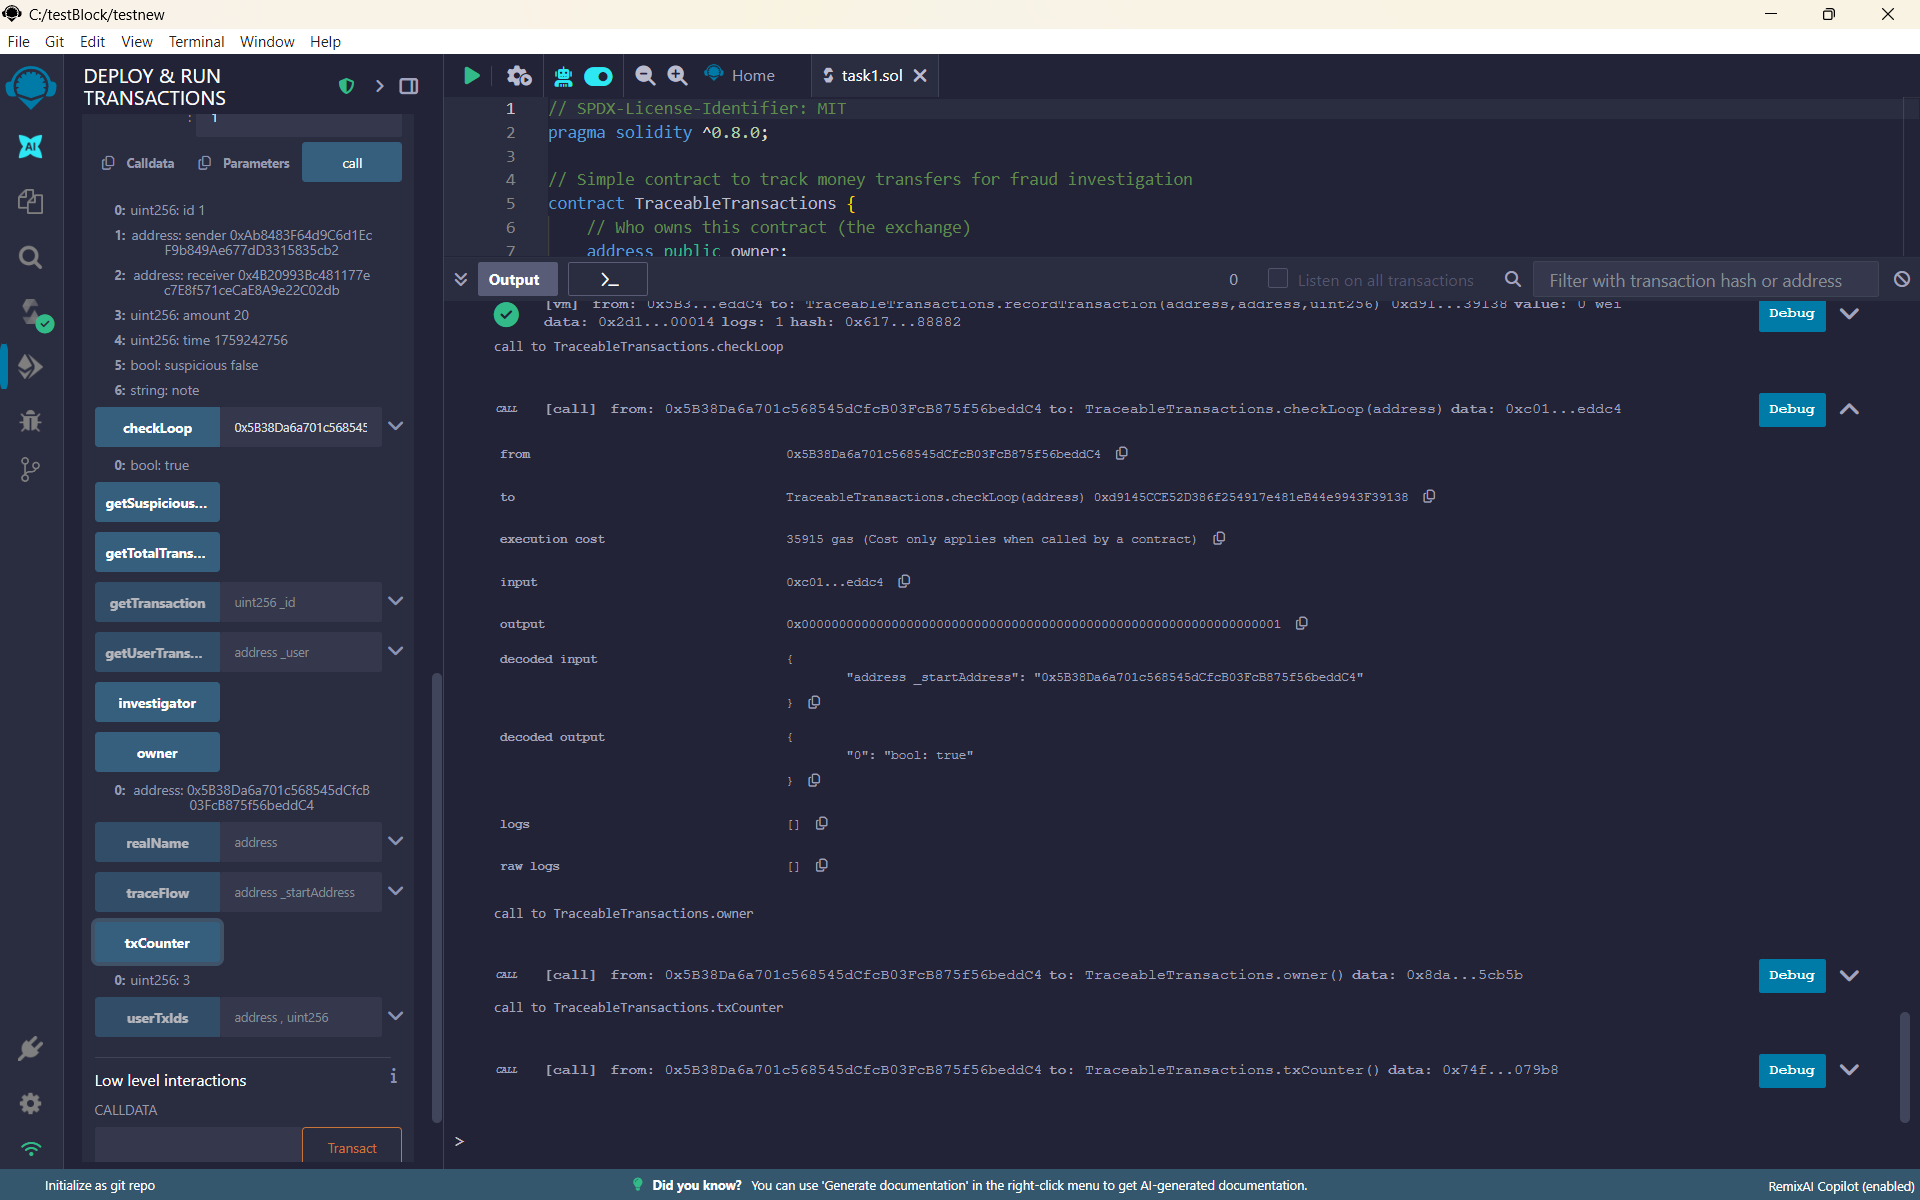 C:/testBlock/testnew
File Git Edit View Terminal Window Help
DEPLOY & RUN
TRANSACTIONS
: 1
Calldata Parameters call
0: uint256: id 1
1: address: sender 0xAb8483F64d9C6d1Ec
F9b849Ae677dD3315835cb2
2: address: receiver 0x4B20993Bc481177e
c7E8f571ceCaE8A9e22C02db
3: uint256: amount 20
4: uint256: time 1759242756
5: bool: suspicious false
6: string: note
checkLoop 0x5B38Da6a701c568545
0: bool: true
getSuspicious...
getTotalTrans...
getTransaction uint256 _id
getUserTrans... address _user
investigator
owner
0: address: 0x5B38Da6a701c568545dCfcB
03FcB875f56beddC4
realName address
traceFlow address _startAddress
txCounter
0: uint256: 3
userTxIds address , uint256
Low level interactions i
CALLDATA
Transact
Home task1.sol
1 // SPDX-License-Identifier: MIT
2 pragma solidity ^0.8.0;
3
4 // Simple contract to track money transfers for fraud investigation
5 contract TraceableTransactions {
6 // Who owns this contract (the exchange)
7 address public owner;
Output >_ 0 Listen on all transactions Filter with transaction hash or address
[vm] from: 0x5B3...eddC4 to: TraceableTransactions.recordTransaction(address,address,uint256) 0xd91...39138 value: 0 wei
data: 0x2d1...00014 logs: 1 hash: 0x617...88882
Debug
call to TraceableTransactions.checkLoop
CALL [call] from: 0x5B38Da6a701c568545dCfcB03FcB875f56beddC4 to: TraceableTransactions.checkLoop(address) data: 0xc01...eddc4 Debug
from 0x5B38Da6a701c568545dCfcB03FcB875f56beddC4
to TraceableTransactions.checkLoop(address) 0xd9145CCE52D386f254917e481eB44e9943F39138
execution cost 35915 gas (Cost only applies when called by a contract)
input 0xc01...eddc4
output 0x0000000000000000000000000000000000000000000000000000000000000001
decoded input {
"address _startAddress": "0x5B38Da6a701c568545dCfcB03FcB875f56beddC4"
}
decoded output {
"0": "bool: true"
}
logs []
raw logs []
call to TraceableTransactions.owner
CALL [call] from: 0x5B38Da6a701c568545dCfcB03FcB875f56beddC4 to: TraceableTransactions.owner() data: 0x8da...5cb5b Debug
call to TraceableTransactions.txCounter
CALL [call] from: 0x5B38Da6a701c568545dCfcB03FcB875f56beddC4 to: TraceableTransactions.txCounter() data: 0x74f...079b8 Debug
>
Initialize as git repo Did you know? You can use 'Generate documentation' in the right-click menu to get AI-generated documentation. RemixAI Copilot (enabled)